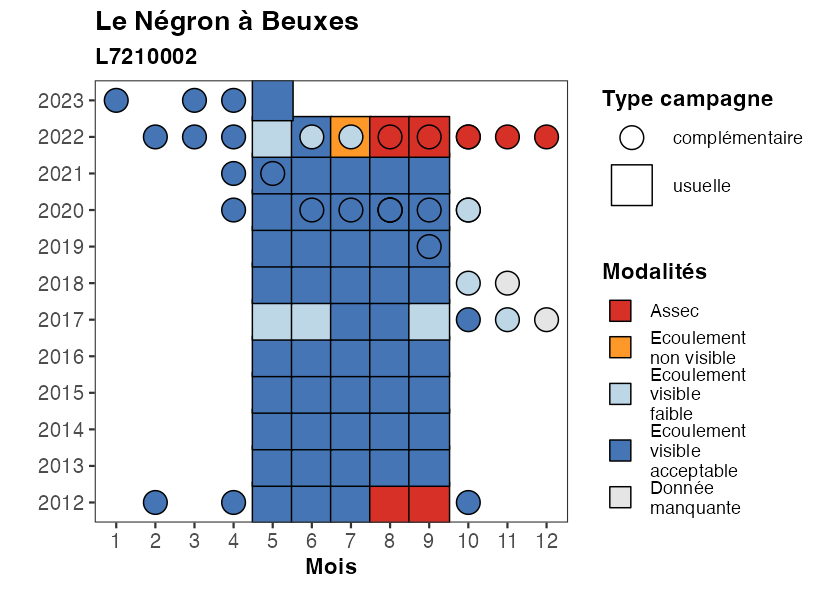 Le Négron à Beuxes
L7210002
2023
2022
2021
2020
2019
2018
2017
2016
2015
2014
2013
2012
1 2 3 4 5 6 7 8 9 10 11 12
Mois
Type campagne
complémentaire
usuelle
Modalités
Assec
Ecoulement
non visible
Ecoulement
visible
faible
Ecoulement
visible
acceptable
Donnée
manquante